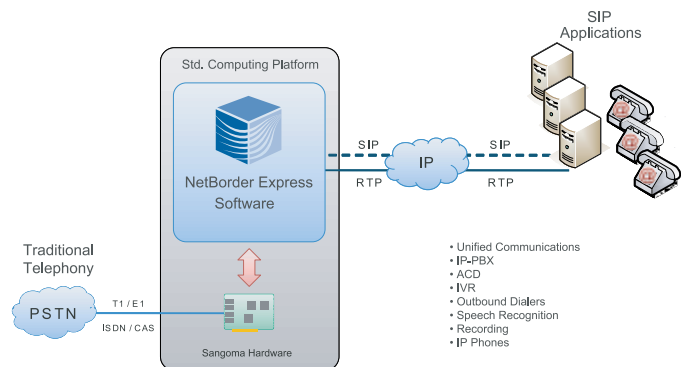 SIP
Applications
Std. Computing Platform
SIP
SIP
IP
RTP
RTP
NetBorder Express
Software
Traditional
Telephony
PSTN
T1 / E1
ISDN / CAS
Sangoma Hardware
• Unified Communications
• IP-PBX
• ACD
• IVR
• Outbound Dialers
• Speech Recognition
• Recording
• IP Phones